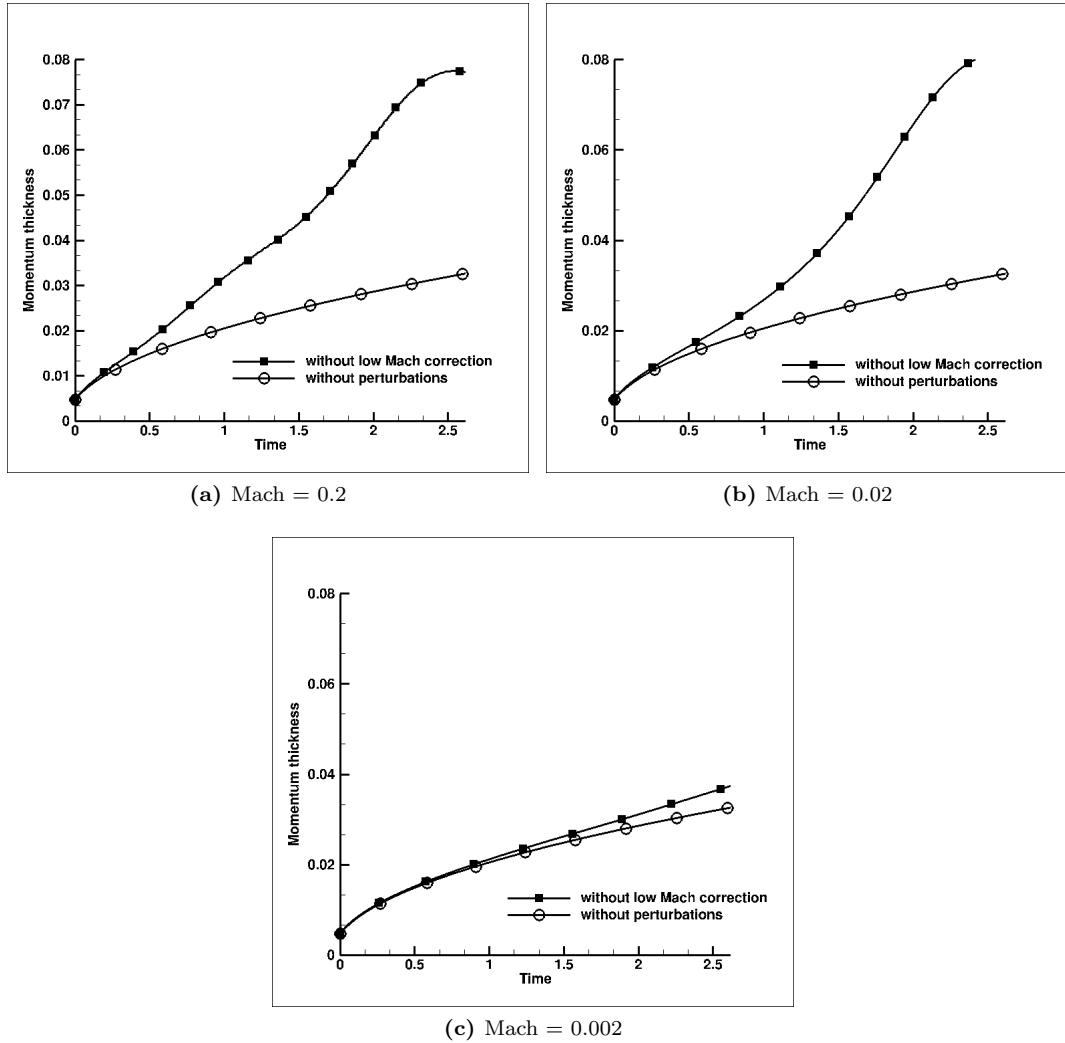 0.08
0.07
0.06
0.05
0.04
0.03
0.02
0.01
0
Momentum thickness
without low Mach correction
without perturbations
0 0.5 1 1.5 2 2.5
Time
(a) Mach = 0.2
0.08
0.06
0.04
0.02
0
Momentum thickness
without low Mach correction
without perturbations
0 0.5 1 1.5 2 2.5
Time
(b) Mach = 0.02
0.08
0.06
0.04
0.02
0
Momentum thickness
without low Mach correction
without perturbations
0 0.5 1 1.5 2 2.5
Time
(c) Mach = 0.002